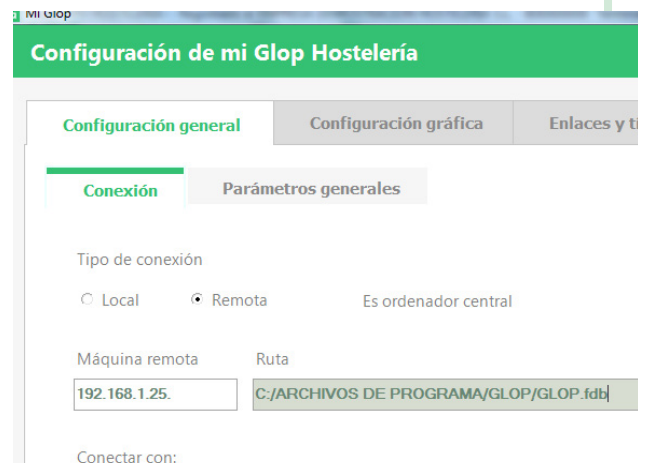 Mi Glop
Configuración de mi Glop Hostelería
Configuración general Configuración gráfica Enlaces y ti
Conexión Parámetros generales
Tipo de conexión
Local Remota Es ordenador central
Máquina remota Ruta
192.168.1.25. C:/ARCHIVOS DE PROGRAMA/GLOP/GLOP.fdb
Conectar con: